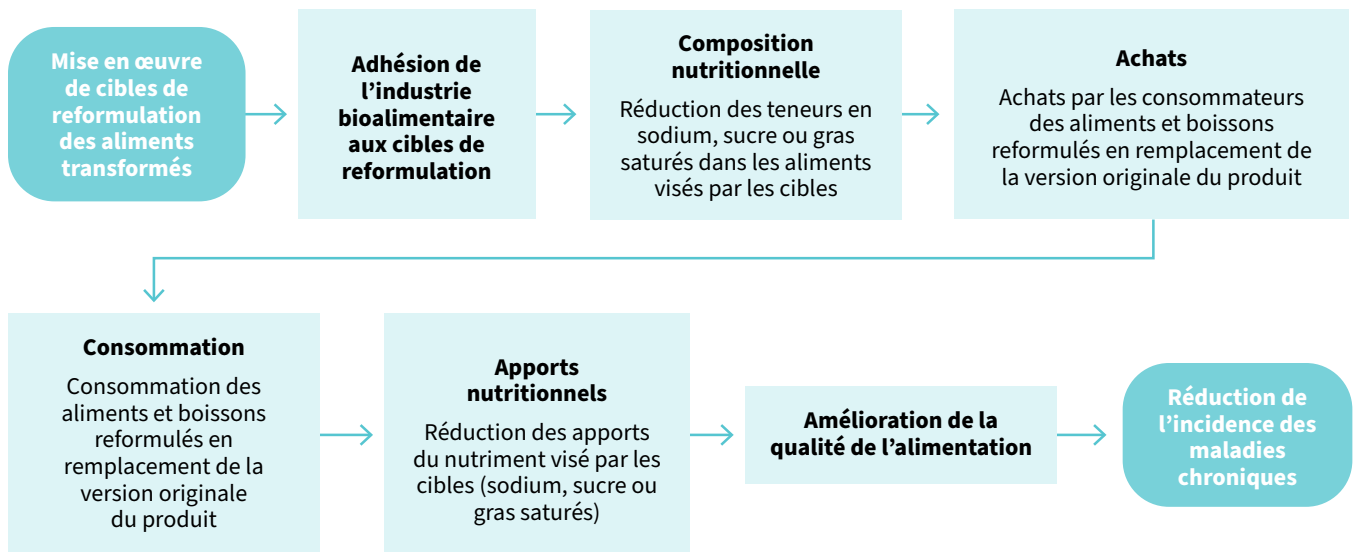 Mise en œuvre
de cibles de
reformulation
des aliments
transformés
Adhésion de
l’industrie
bioalimentaire
aux cibles de
reformulation
Composition
nutritionnelle
Réduction des teneurs en
sodium, sucre ou gras
saturés dans les aliments
visés par les cibles
Achats
Achats par les consommateurs
des aliments et boissons
reformulés en remplacement de
la version originale du produit
Consommation
Consommation des
aliments et boissons
reformulés en
remplacement de la
version originale
du produit
Apports
nutritionnels
Réduction des apports
du nutriment visé par les
cibles (sodium, sucre ou
gras saturés)
Amélioration de la
qualité de l’alimentation
Réduction de
l’incidence des
maladies
chroniques